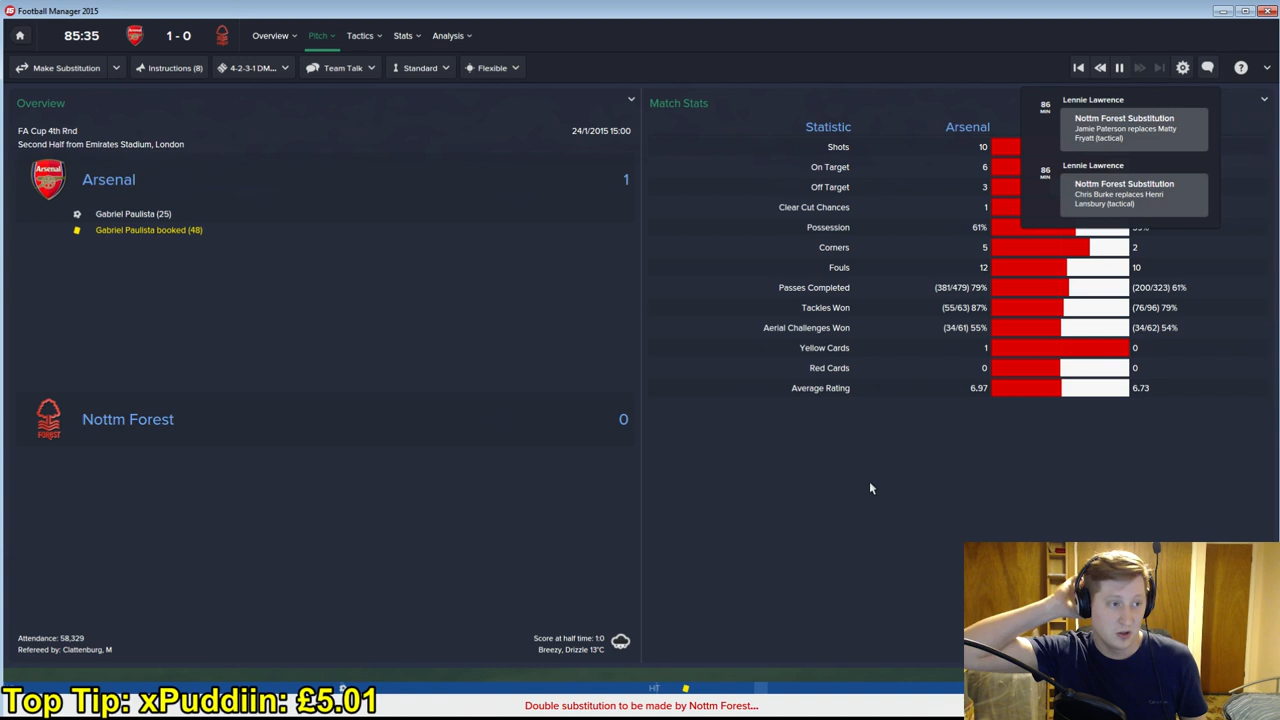 Football Manager 2015
85:35
1 - 0
Overview
Pitch
Tactics
Stats
Analysis
Make Substitution
Instructions (8)
4-2-3-1 DM...
Team Talk
Standard
Flexible
Overview
FA Cup 4th Rnd
24/1/2015 15:00
Second Half from Emirates Stadium, London
Arsenal
Arsenal
1
Gabriel Paulista (25)
Gabriel Paulista booked (48)
FOREST
Nottm Forest
0
Attendance: 58,329
Refereed by: Clattenburg, M
Score at half time: 1:0
Breezy, Drizzle 13°C
Match Stats
Statistic Arsenal
Shots 10
On Target 6
Off Target 3
Clear Cut Chances 1
Possession 61%
Corners 5 2
Fouls 12 10
Passes Completed (381/479) 79% (200/323) 61%
Tackles Won (55/63) 87% (76/96) 79%
Aerial Challenges Won (34/61) 55% (34/62) 54%
Yellow Cards 1 0
Red Cards 0 0
Average Rating 6.97 6.73
86
MIN
Lennie Lawrence
Nottm Forest Substitution
Jamie Paterson replaces Matty
Fryatt (tactical)
86
MIN
Lennie Lawrence
Nottm Forest Substitution
Chris Burke replaces Henri
Lansbury (tactical)
HT
Top Tip: xPuddiin: £5.01
Double substitution to be made by Nottm Forest...